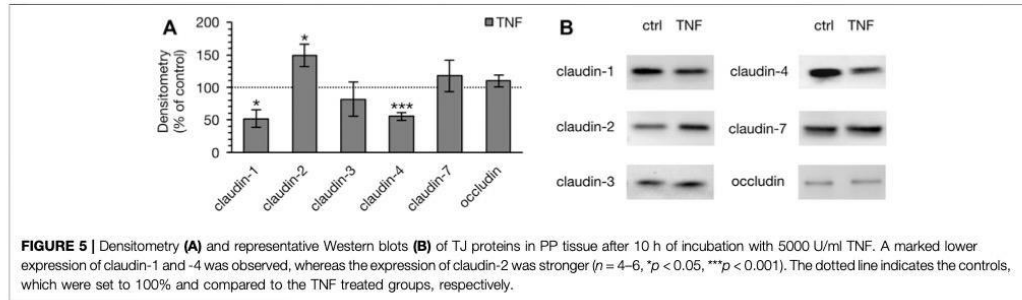 A
B
TNF
Densitometry
(% of control)
200
150
100
50
0
*
*
***
claudin-1
claudin-2
claudin-3
claudin-4
claudin-7
occludin
ctrl TNF
ctrl TNF
claudin-1
claudin-4
claudin-2
claudin-7
claudin-3
occludin
FIGURE 5 | Densitometry (A) and representative Western blots (B) of TJ proteins in PP tissue after 10 h of incubation with 5000 U/ml TNF. A marked lower
expression of claudin-1 and -4 was observed, whereas the expression of claudin-2 was stronger (n = 4–6, *p < 0.05, ***p < 0.001). The dotted line indicates the controls,
which were set to 100% and compared to the TNF treated groups, respectively.